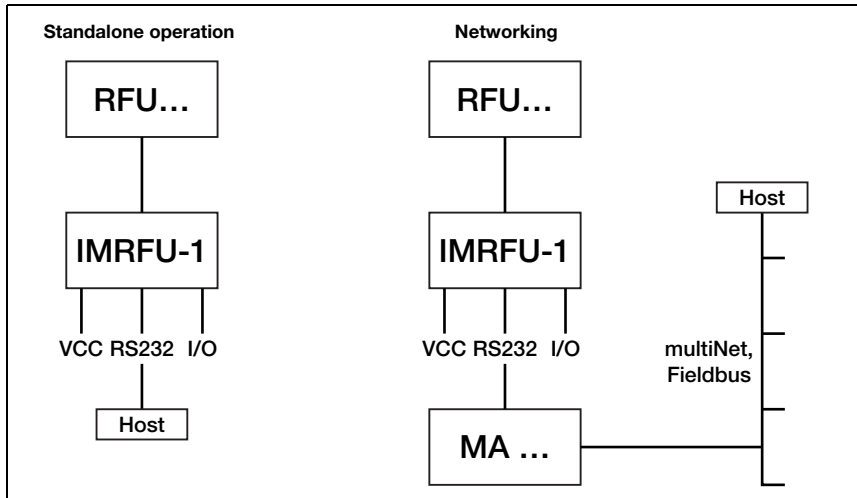 Standalone operation
RFU...
IMRFU-1
VCC RS232 I/O
Host
Networking
RFU...
IMRFU-1
VCC RS232 I/O
MA ...
Host
multiNet,
Fieldbus